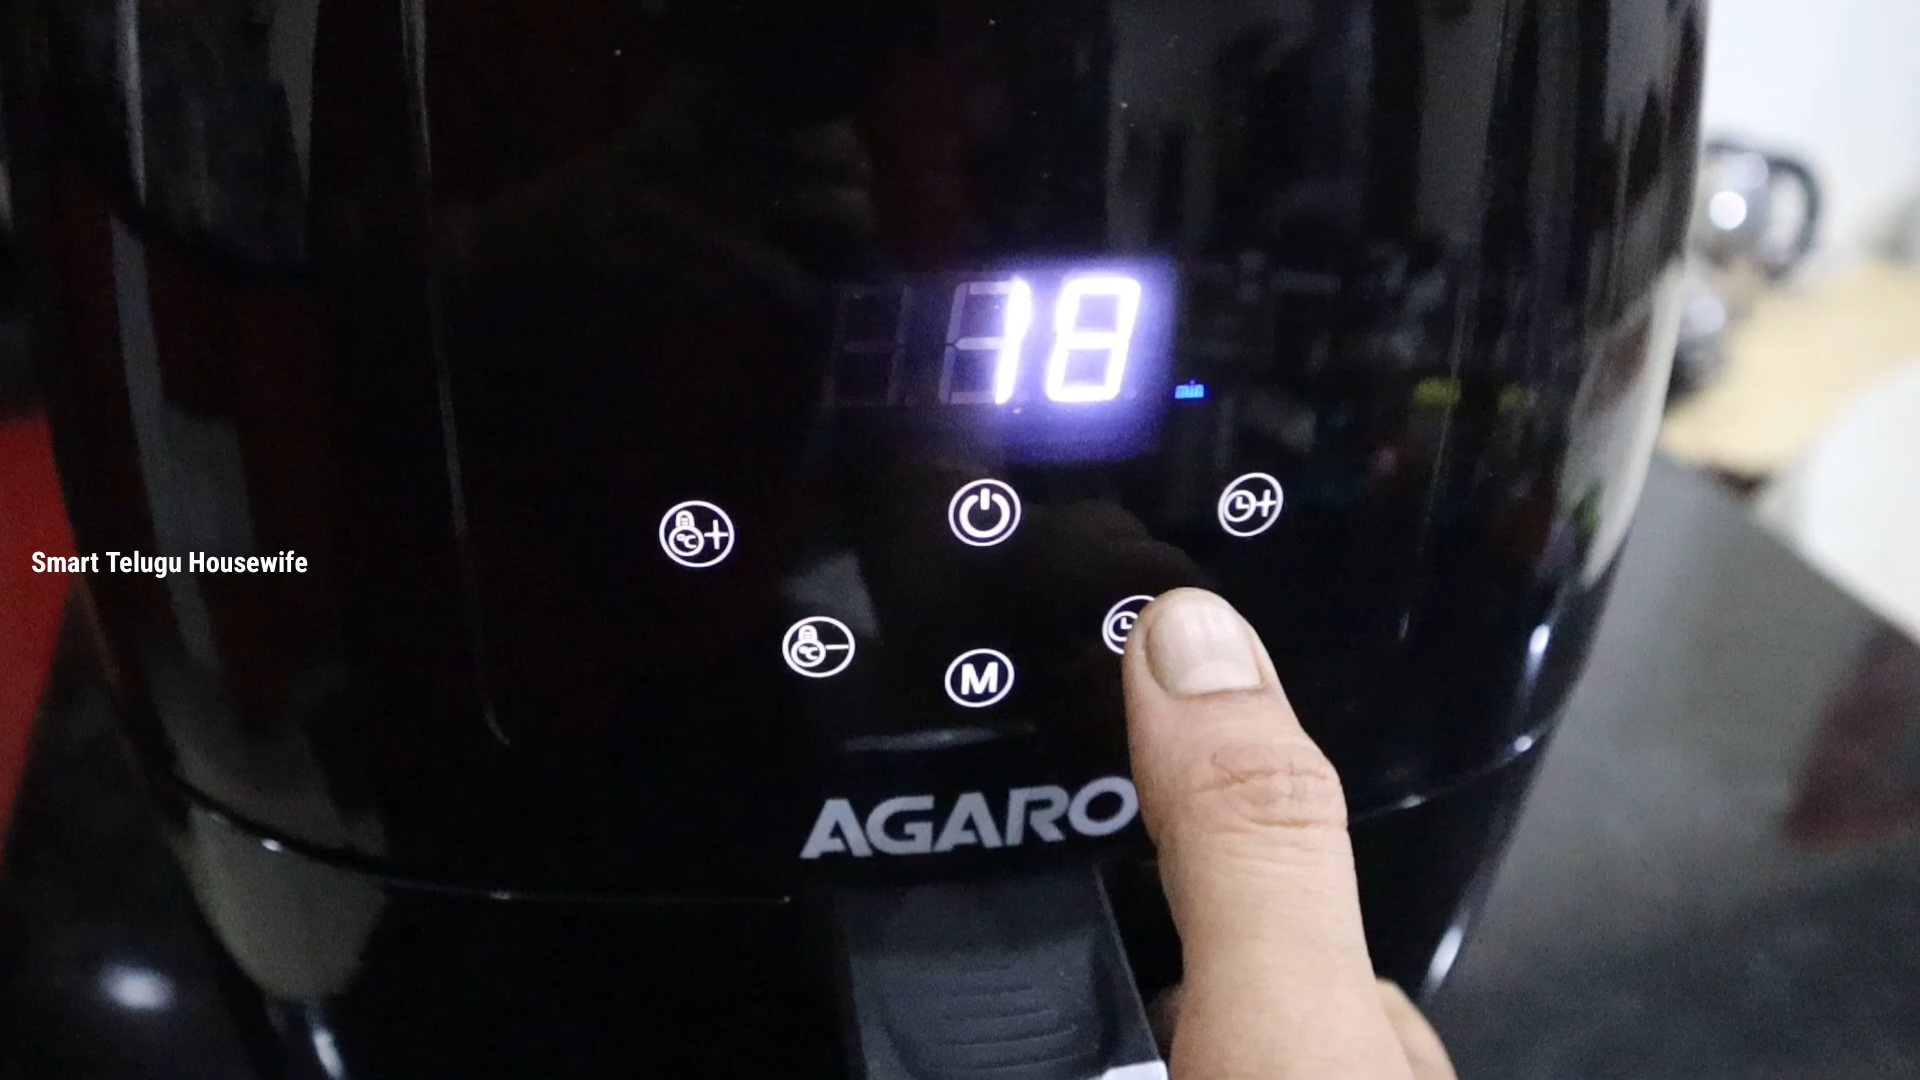 18
min
℃+
+
Smart Telugu Housewife
℃-
M
AGARO